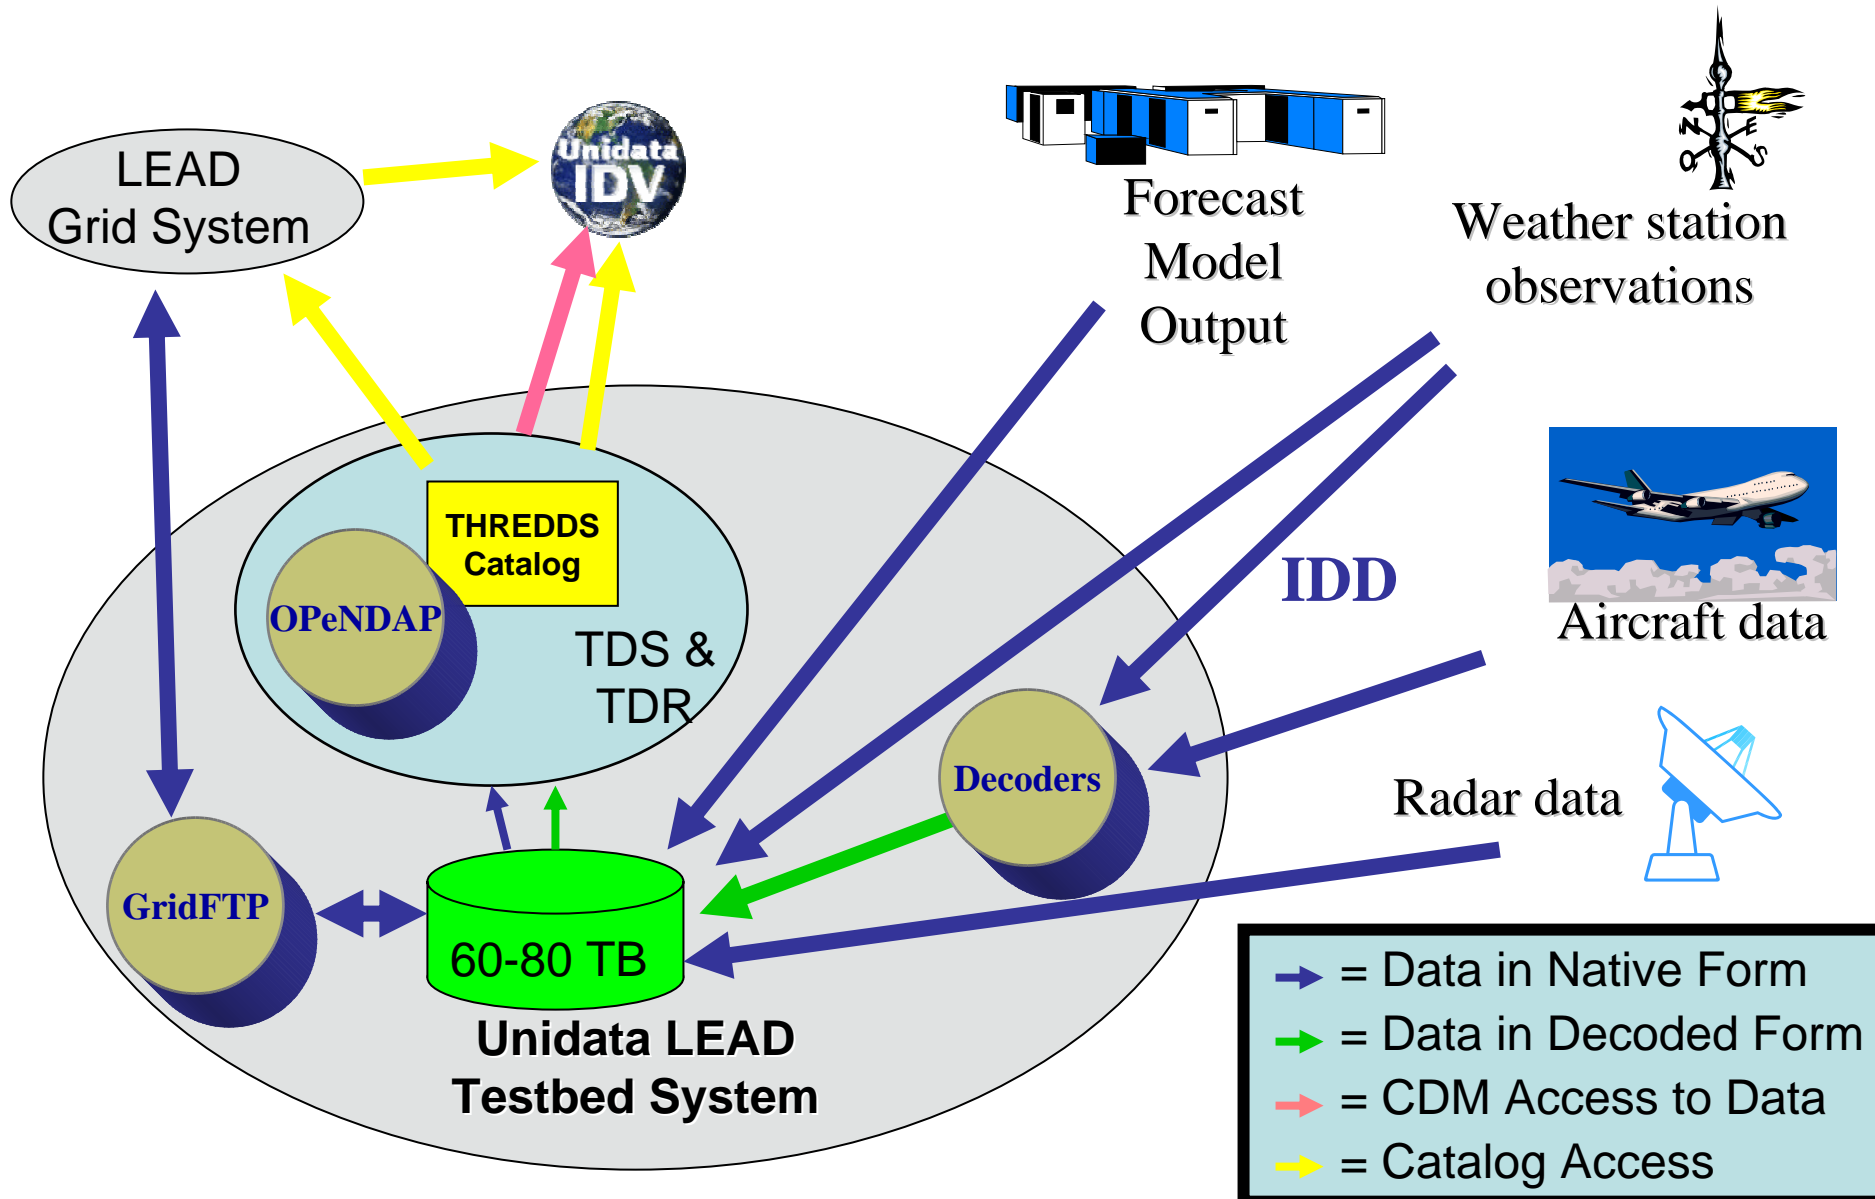 LEAD
Grid System
Unidata
IDV
Forecast
Model
Output
N
E
S
O
Weather station
observations
THREDDS
Catalog
OPeNDAP
TDS &
TDR
IDD
Aircraft data
Decoders
Radar data
GridFTP
60-80 TB
Unidata LEAD
Testbed System
= Data in Native Form
= Data in Decoded Form
= CDM Access to Data
= Catalog Access